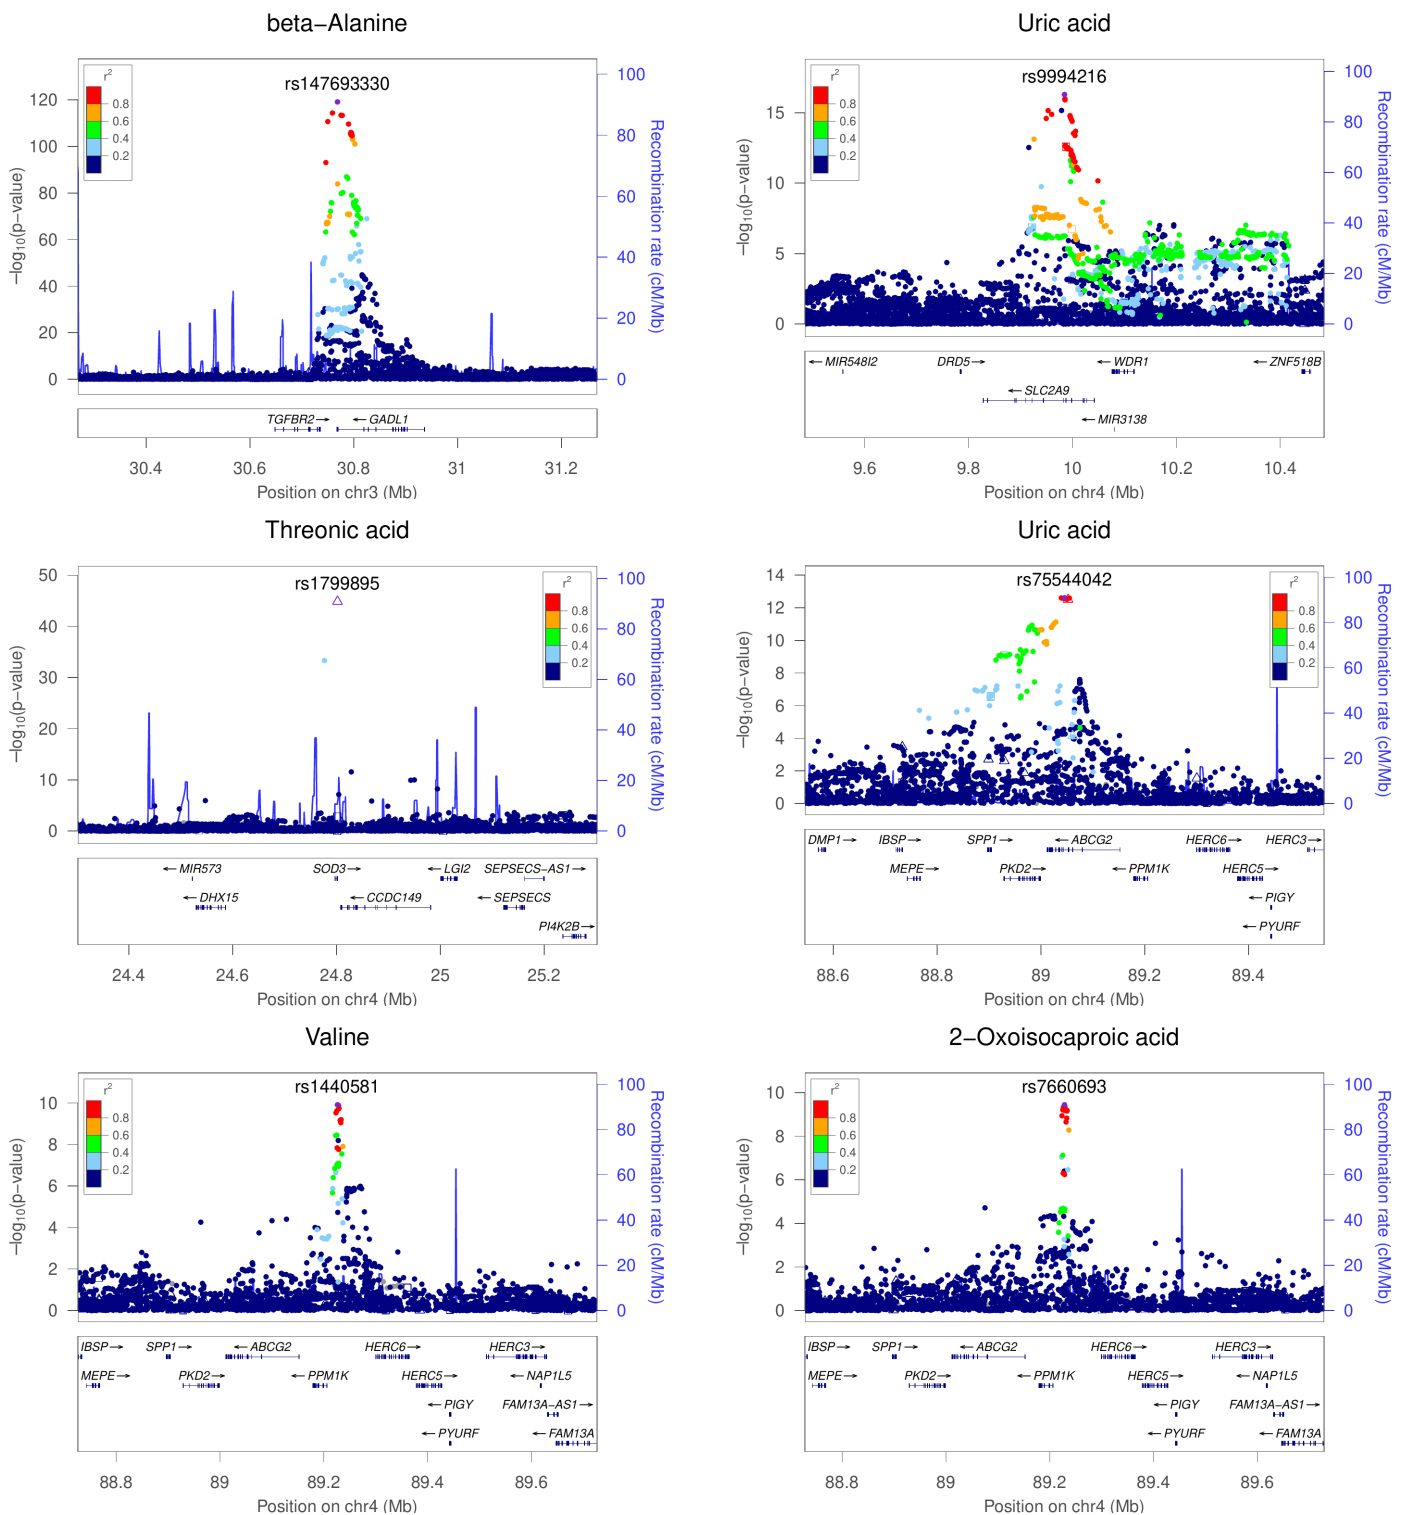 beta−Alanine
r2
0.8
0.6
0.4
0.2
rs147693330
120
100
80
60
40
20
0
−log10(p−value)
100
80
60
40
20
0
Recombination rate (cM/Mb)
TGFBR2→ ←GADL1
30.4 30.6 30.8 31 31.2
Position on chr3 (Mb)
Uric acid
r2
0.8
0.6
0.4
0.2
rs9994216
15
10
5
0
−log10(p−value)
100
80
60
40
20
0
Recombination rate (cM/Mb)
←MIR548I2 DRD5→ ←WDR1 ←ZNF518B
←SLC2A9
←MIR3138
9.6 9.8 10 10.2 10.4
Position on chr4 (Mb)
Threonic acid
r2
0.8
0.6
0.4
0.2
rs1799895
50
40
30
20
10
0
−log10(p−value)
100
80
60
40
20
0
Recombination rate (cM/Mb)
←MIR573 SOD3→ ←LGI2 SEPSECS−AS1→
←DHX15 ←CCDC149 ←SEPSECS
PI4K2B→
24.4 24.6 24.8 25 25.2
Position on chr4 (Mb)
Uric acid
r2
0.8
0.6
0.4
0.2
rs75544042
14
12
10
8
6
4
2
0
−log10(p−value)
100
80
60
40
20
0
Recombination rate (cM/Mb)
DMP1→ IBSP→ SPP1→ ←ABCG2 HERC6→ HERC3→
MEPE→ PKD2→ ←PPM1K HERC5→
←PIGY
←PYURF
88.6 88.8 89 89.2 89.4
Position on chr4 (Mb)
Valine
r2
0.8
0.6
0.4
0.2
rs1440581
10
8
6
4
2
0
−log10(p−value)
100
80
60
40
20
0
Recombination rate (cM/Mb)
IBSP→ SPP1→ ←ABCG2 HERC6→ HERC3→
MEPE→ PKD2→ ←PPM1K HERC5→ ←NAP1L5
←PIGY FAM13A−AS1→
←PYURF ←FAM13A
88.8 89 89.2 89.4 89.6
Position on chr4 (Mb)
2−Oxoisocaproic acid
r2
0.8
0.6
0.4
0.2
rs7660693
10
8
6
4
2
0
−log10(p−value)
100
80
60
40
20
0
Recombination rate (cM/Mb)
IBSP→ SPP1→ ←ABCG2 HERC6→ HERC3→
MEPE→ PKD2→ ←PPM1K HERC5→ ←NAP1L5
←PIGY FAM13A−AS1→
←PYURF ←FAM13A
88.8 89 89.2 89.4 89.6
Position on chr4 (Mb)